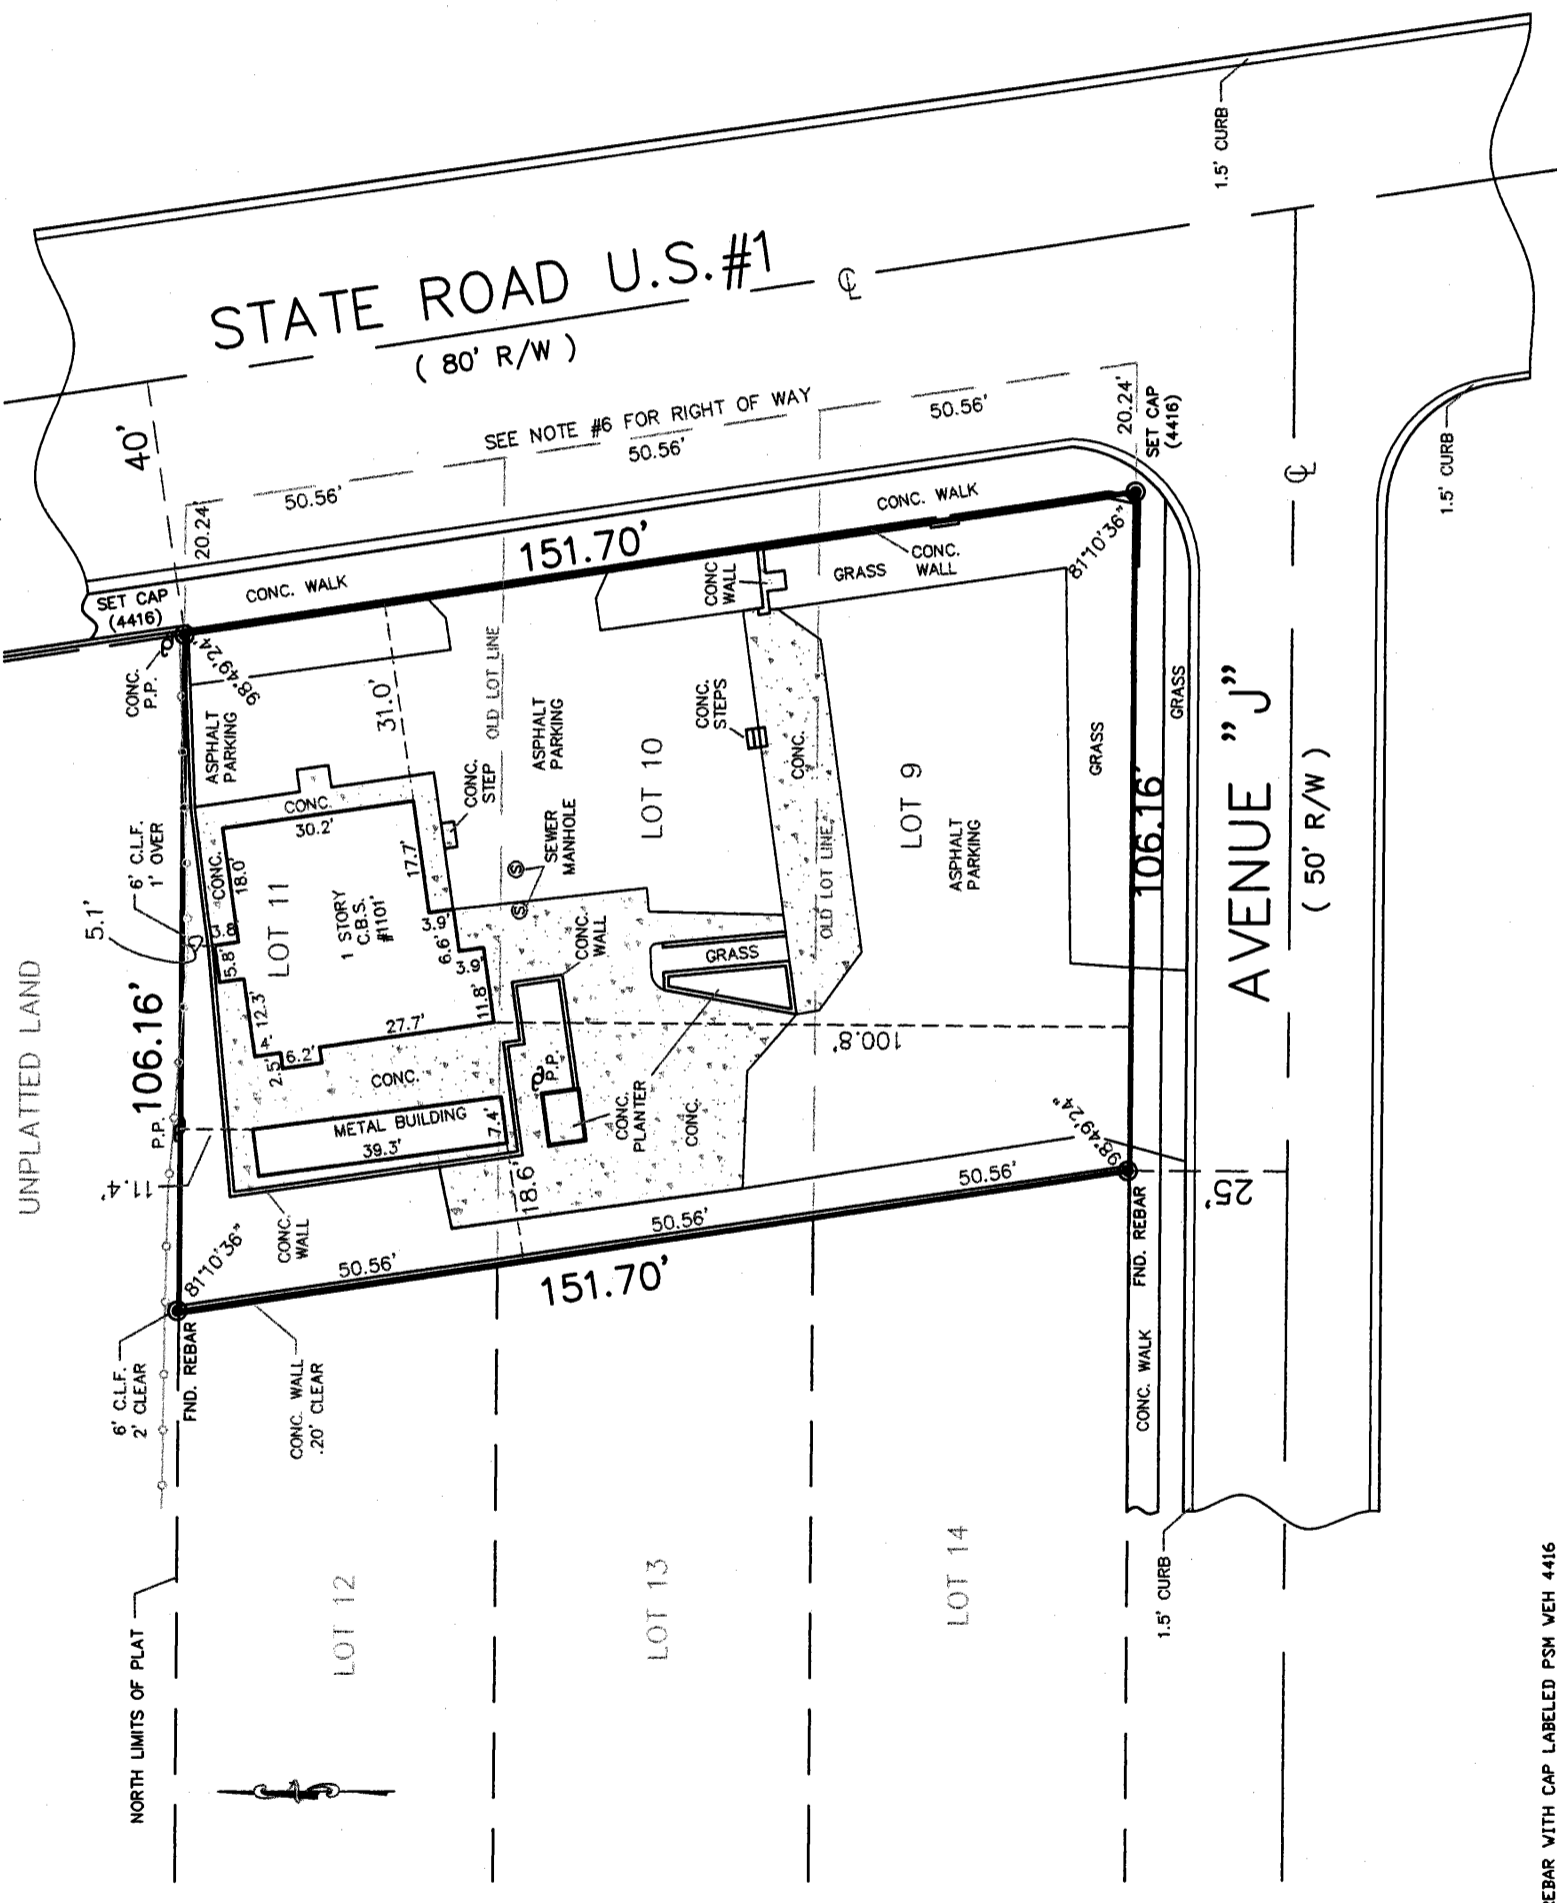 STATE ROAD U.S.#1
( 80' R/W )
℄
1.5' CURB
40'
SEE NOTE #6 FOR RIGHT OF WAY
50.56'
50.56'
50.56'
20.24'
20.24'
SET CAP
(4416)
SET CAP
(4416)
CONC. WALK
151.70'
CONC. WALK
CONC.
WALL
GRASS
CONC
WALL
81°10'36"
98°49'24"
CONC.
P.P.
ASPHALT
PARKING
31.0'
OLD LOT LINE
ASPHALT
PARKING
CONC.
STEPS
CONC.
GRASS
GRASS
6' C.L.F.
1' OVER
5.1'
UNPLATTED LAND
106.16'
P.P.
CONC.
30.2'
CONC.
18.0'
17.7'
CONC.
STEP
SEWER
MANHOLE
S
S
LOT 10
LOT 9
OLD LOT LINE
ASPHALT
PARKING
LOT 11
1 STORY
C.B.S.
#1101
5.8'
12.3'
2.5'
6.2'
27.7'
11.8'
3.9'
6.6'
3.9'
CONC.
WALL
GRASS
100.8'
CONC.
METAL BUILDING
39.3'
7.4'
P.P.
CONC.
PLANTER
CONC.
11.4'
18.6'
CONC.
WALL
81°10'36"
98°49'24"
50.56'
50.56'
50.56'
151.70'
106.16'
AVENUE "J"
( 50' R/W )
℄
1.5' CURB
25'
FND. REBAR
CONC. WALK
6' C.L.F.
2' CLEAR
FND. REBAR
CONC. WALL
.20' CLEAR
NORTH LIMITS OF PLAT
LOT 12
LOT 13
LOT 14
1.5' CURB
REBAR WITH CAP LABELED PSM WEH 4416